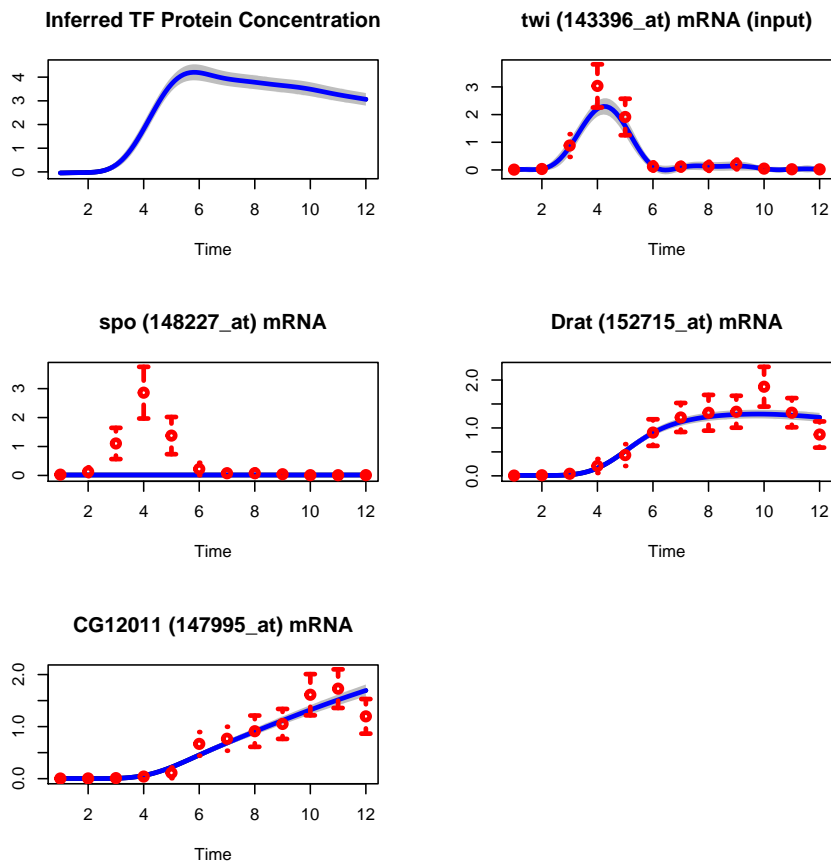 Inferred TF Protein Concentration
4
3
2
1
0
2 4 6 8 10 12
Time
twi (143396_at) mRNA (input)
3
2
1
0
2 4 6 8 10 12
Time
spo (148227_at) mRNA
3
2
1
0
2 4 6 8 10 12
Time
Drat (152715_at) mRNA
2.0
1.0
0.0
2 4 6 8 10 12
Time
CG12011 (147995_at) mRNA
2.0
1.0
0.0
2 4 6 8 10 12
Time